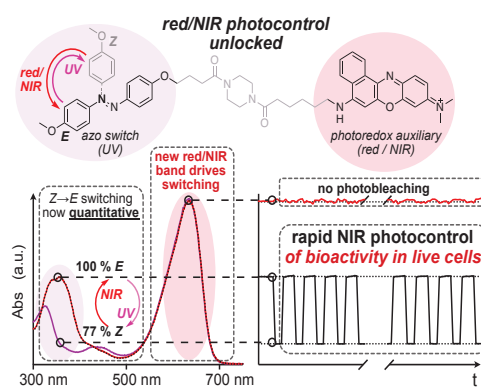 red/NIR photocontrol
unlocked
O
Z
red/
NIR
UV
N
N
O
O
E
azo switch
(UV)
O
N
N
O
NH
N
O
N+
photoredox auxiliary
(red / NIR)
new red/NIR
band drives
switching
Z→E switching
now quantitative
100 % E
NIR
UV
77 % Z
Abs (a.u.)
300 nm
500 nm
700 nm
no photobleaching
rapid NIR photocontrol
of bioactivity in live cells
t